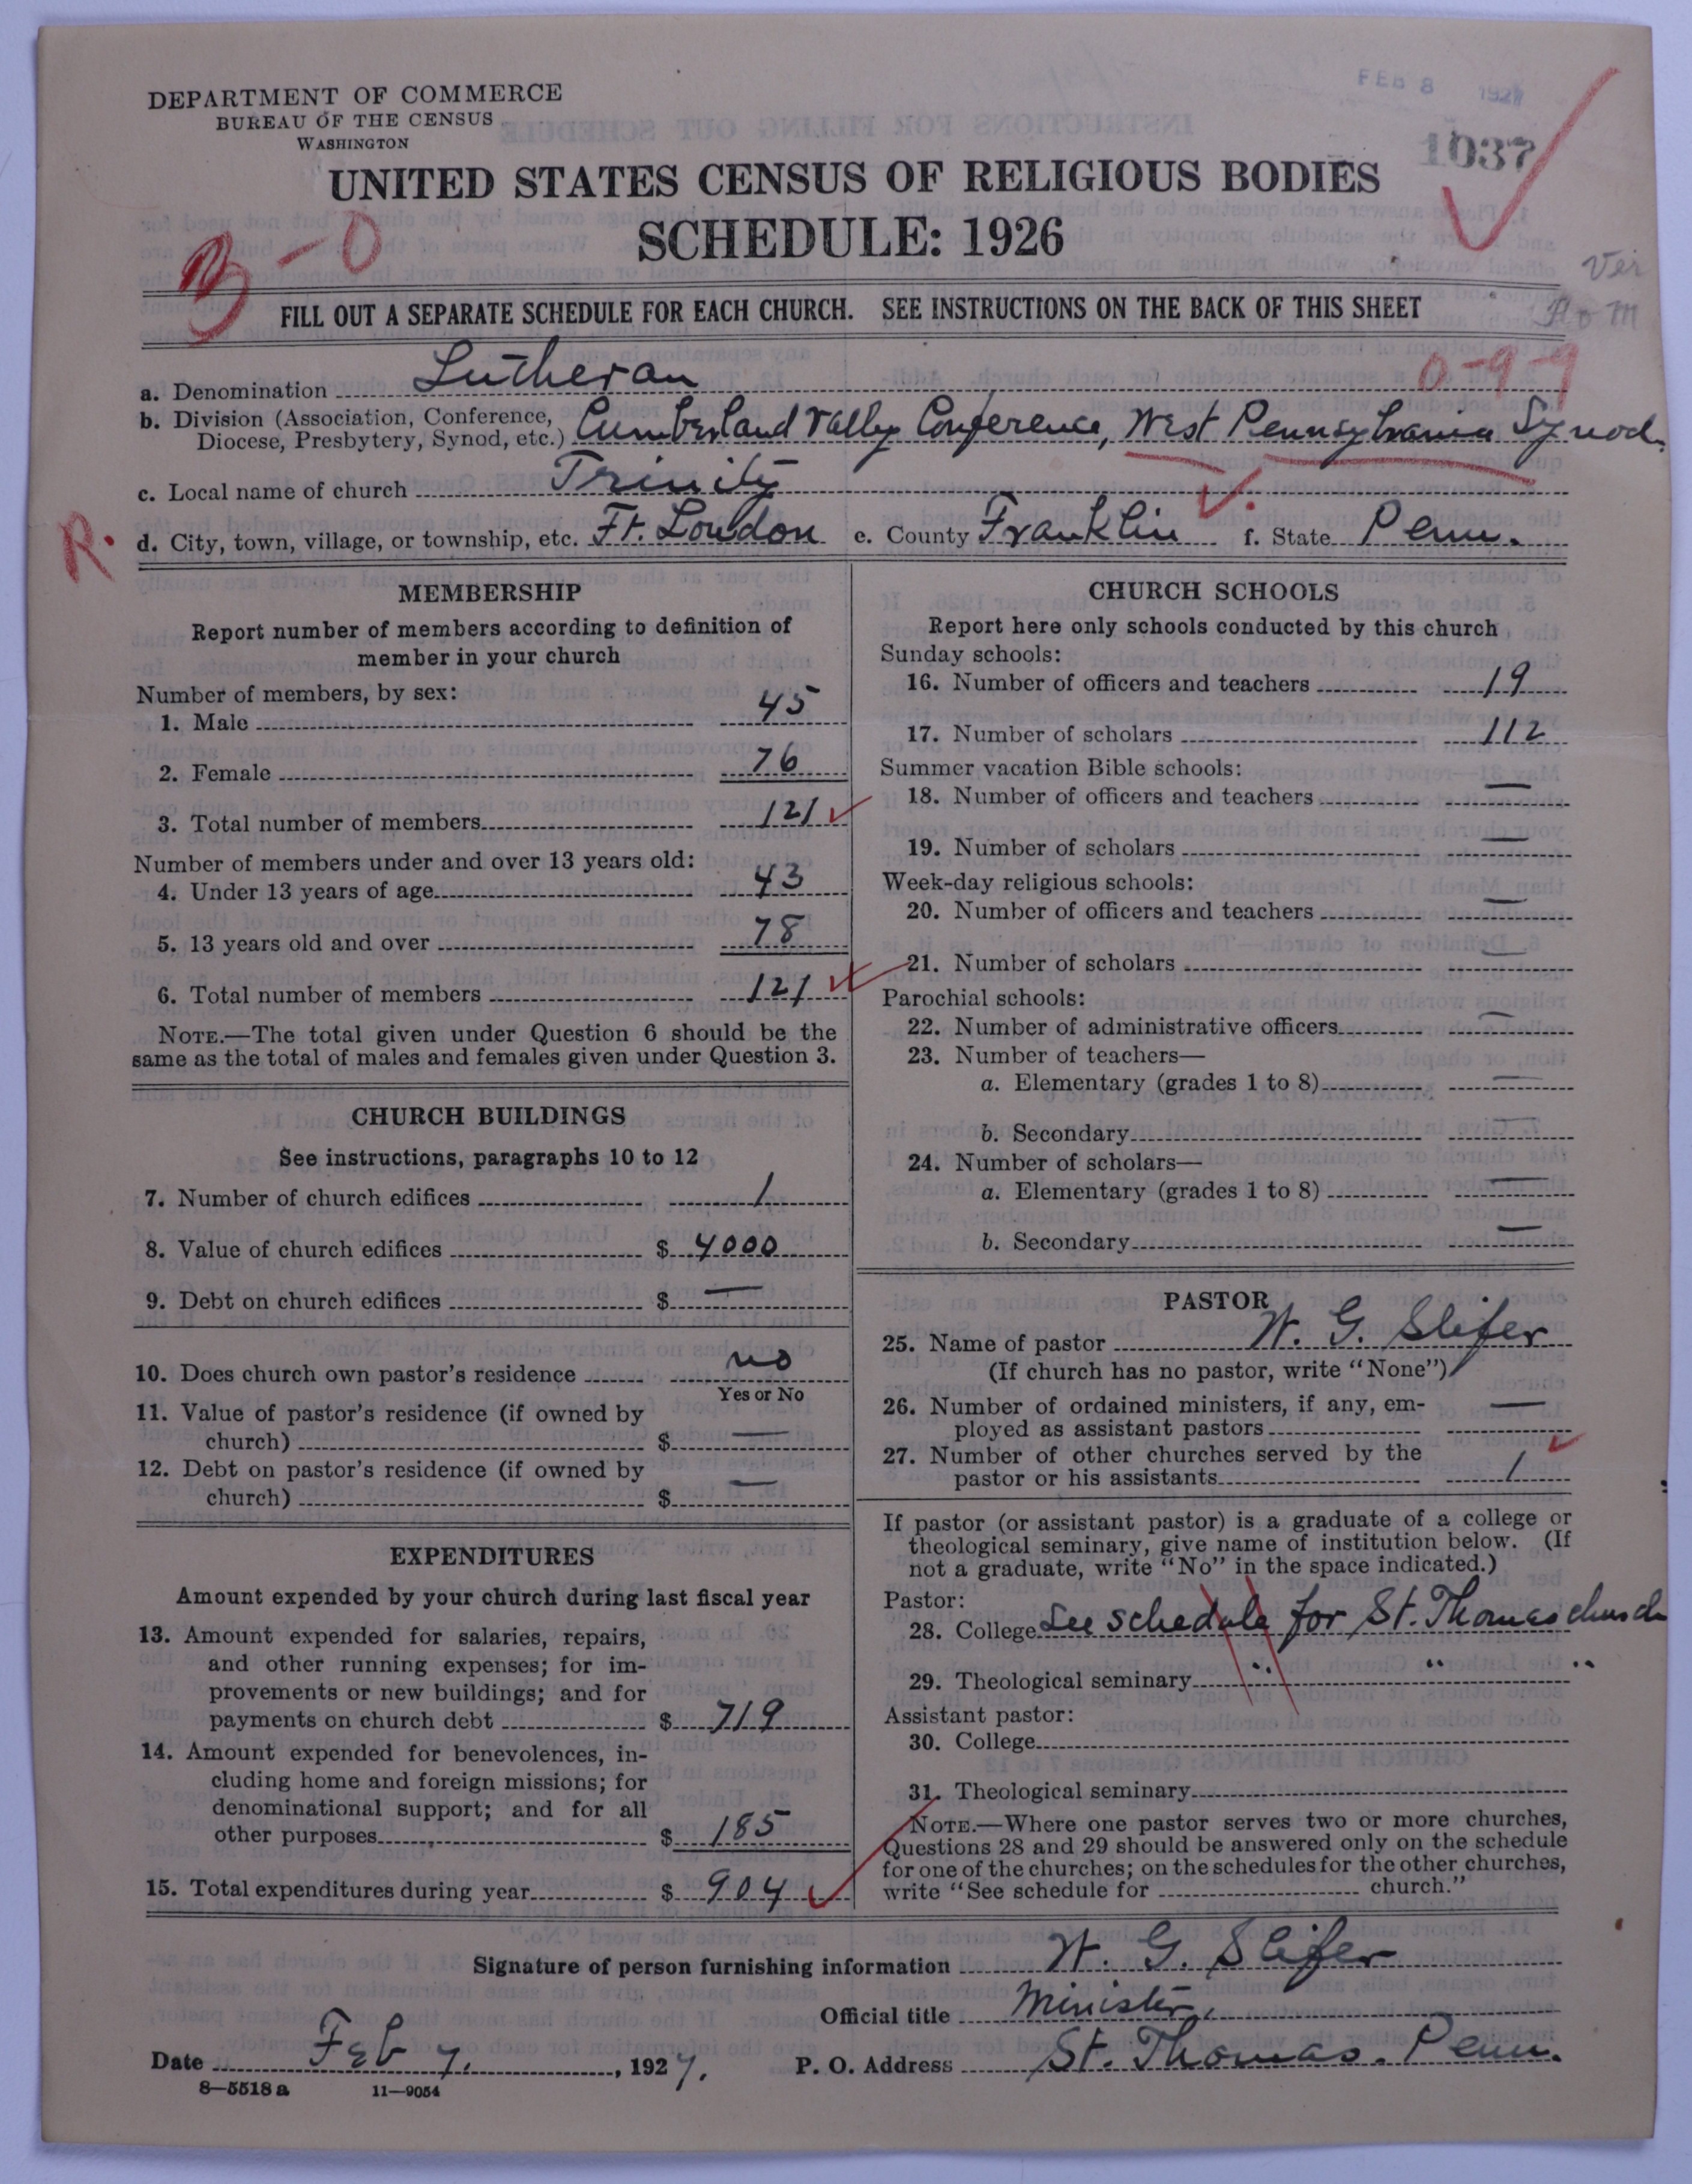 DEPARTMENT OF COMMERCE
BUREAU OF THE CENSUS
WASHINGTON
FEB 8 1927
1037
UNITED STATES CENSUS OF RELIGIOUS BODIES
SCHEDULE: 1926
B-0
Ver
FILL OUT A SEPARATE SCHEDULE FOR EACH CHURCH. SEE INSTRUCTIONS ON THE BACK OF THIS SHEET
0-9-9
a. Denomination Lutheran
b. Division (Association, Conference, Diocese, Presbytery, Synod, etc.) Cumberland Vally Conference, West Pennsylvania Synod.
c. Local name of church Trinity
R.
d. City, town, village, or township, etc. Ft. Loudon e. County Franklin f. State Penn.
MEMBERSHIP
Report number of members according to definition of
member in your church
Number of members, by sex:
1. Male 45
2. Female 76
3. Total number of members 121
Number of members under and over 13 years old:
4. Under 13 years of age 43
5. 13 years old and over 78
6. Total number of members 121
NOTE.—The total given under Question 6 should be the
same as the total of males and females given under Question 3.
CHURCH BUILDINGS
See instructions, paragraphs 10 to 12
7. Number of church edifices 1
8. Value of church edifices $ 4000
9. Debt on church edifices $ —
10. Does church own pastor's residence no
Yes or No
11. Value of pastor's residence (if owned by
church) $ —
12. Debt on pastor's residence (if owned by
church) $ —
EXPENDITURES
Amount expended by your church during last fiscal year
13. Amount expended for salaries, repairs,
and other running expenses; for im-
provements or new buildings; and for
payments on church debt $ 719
14. Amount expended for benevolences, in-
cluding home and foreign missions; for
denominational support; and for all
other purposes $ 185
15. Total expenditures during year $ 904
CHURCH SCHOOLS
Report here only schools conducted by this church
Sunday schools:
16. Number of officers and teachers 19
17. Number of scholars 112
Summer vacation Bible schools:
18. Number of officers and teachers —
19. Number of scholars —
Week-day religious schools:
20. Number of officers and teachers —
21. Number of scholars —
Parochial schools:
22. Number of administrative officers —
23. Number of teachers—
a. Elementary (grades 1 to 8) —
b. Secondary —
24. Number of scholars—
a. Elementary (grades 1 to 8) —
b. Secondary —
PASTOR
25. Name of pastor W. G. Slifer
(If church has no pastor, write "None")
26. Number of ordained ministers, if any, em-
ployed as assistant pastors —
27. Number of other churches served by the
pastor or his assistants 1
If pastor (or assistant pastor) is a graduate of a college or
theological seminary, give name of institution below. (If
not a graduate, write "No" in the space indicated.)
Pastor:
28. College See schedule for St. Thomas church
29. Theological seminary " " "
Assistant pastor:
30. College
31. Theological seminary
NOTE.—Where one pastor serves two or more churches,
Questions 28 and 29 should be answered only on the schedule
for one of the churches; on the schedules for the other churches,
write "See schedule for church."
Signature of person furnishing information W. G. Slifer
Official title Minister,
Date Feb 7, 1927. P. O. Address St. Thomas. Penn.
8—5518 a 11—9054